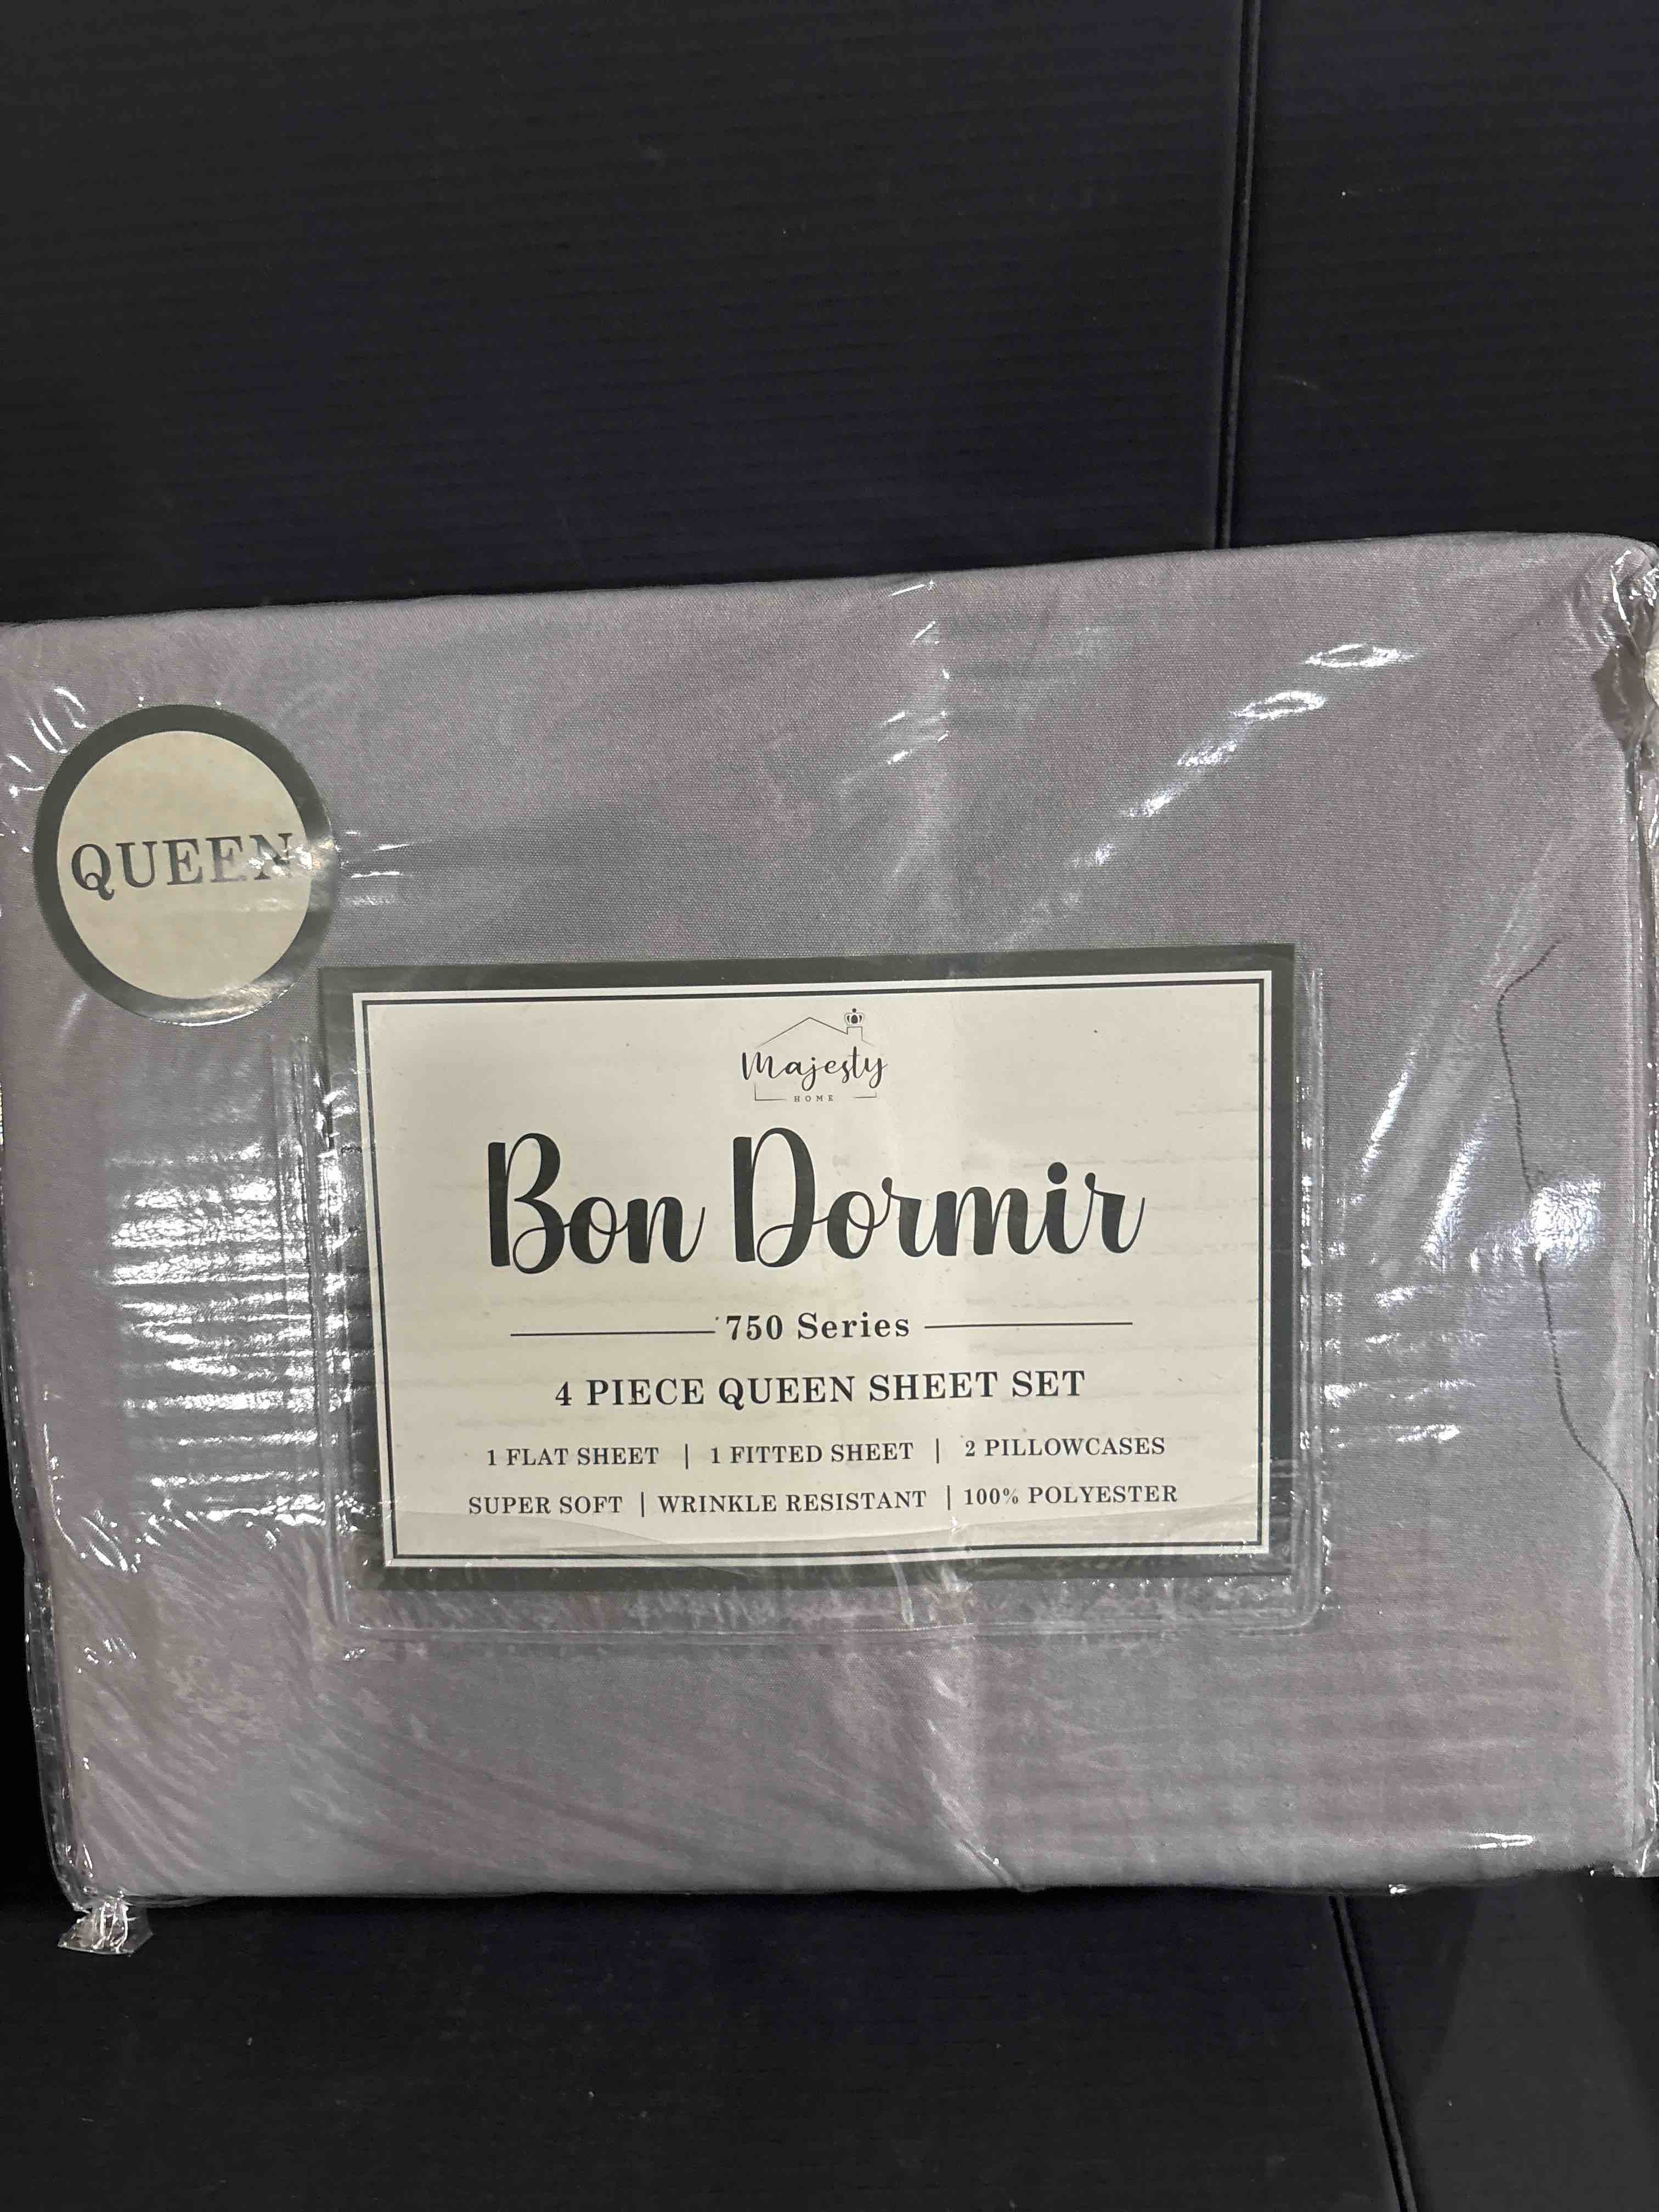 QUEEN
Majesty
HOME
Bon Dormir
750 Series
4 PIECE QUEEN SHEET SET
1 FLAT SHEET | 1 FITTED SHEET | 2 PILLOWCASES
SUPER SOFT | WRINKLE RESISTANT | 100% POLYESTER